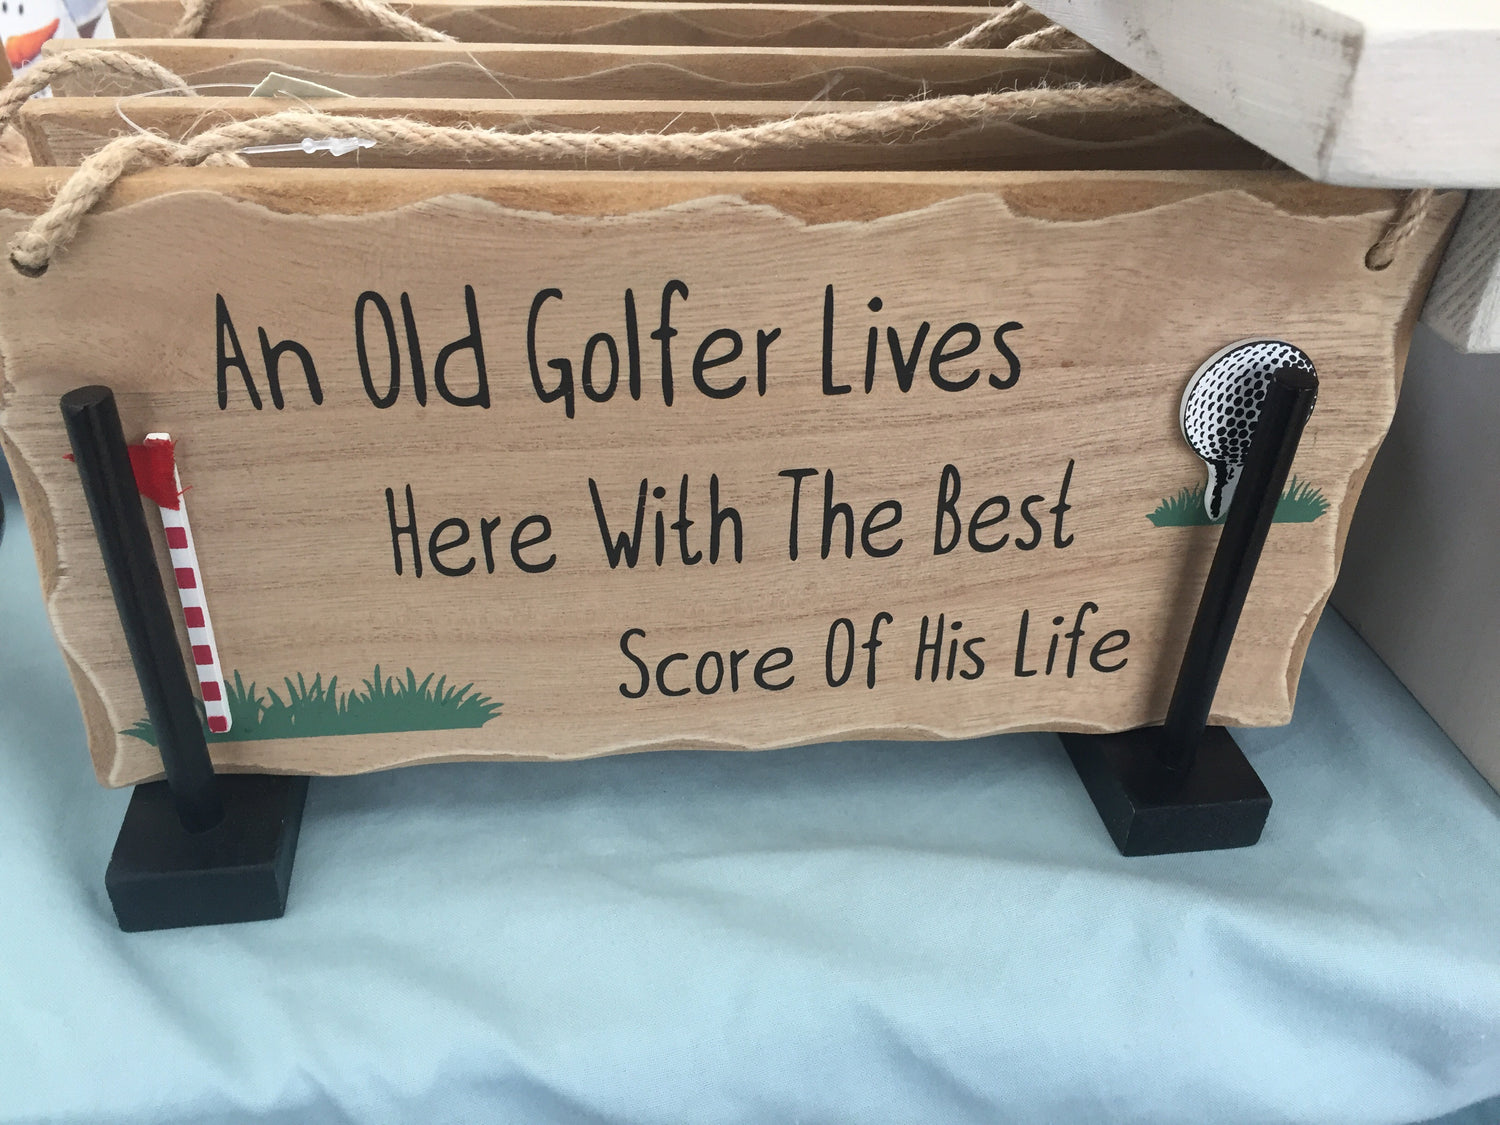 An Old Golfer Lives
Here With The Best
Score Of His Life